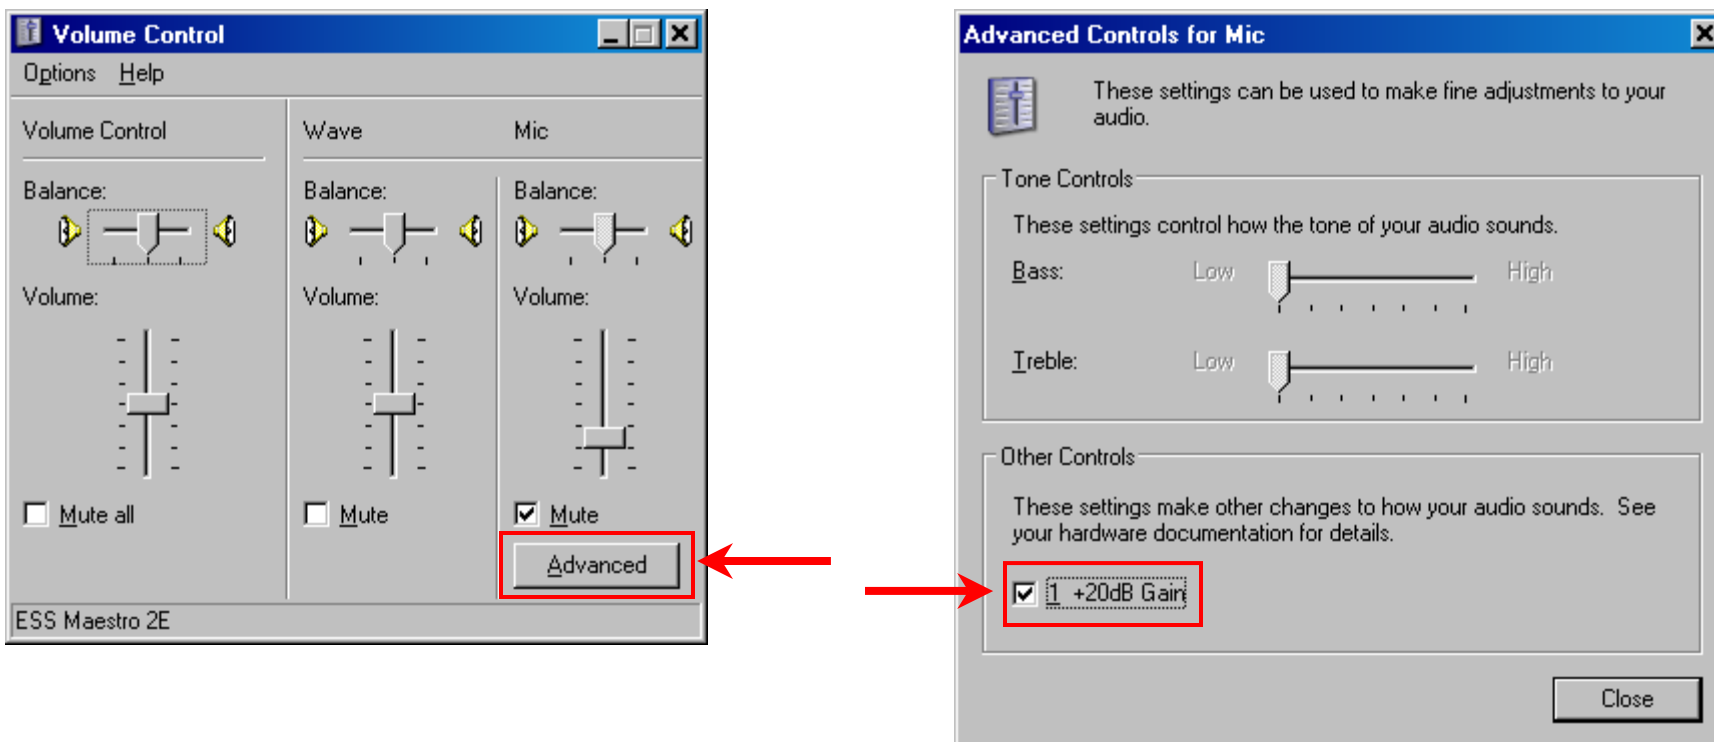 Volume Control
Options Help
Volume Control
Balance:
Volume:
Mute all
Wave
Balance:
Volume:
Mute
Mic
Balance:
Volume:
Mute
Advanced
ESS Maestro 2E
Advanced Controls for Mic
These settings can be used to make fine adjustments to your
audio.
Tone Controls
These settings control how the tone of your audio sounds.
Bass: Low High
Treble: Low High
Other Controls
These settings make other changes to how your audio sounds. See
your hardware documentation for details.
1 +20dB Gain
Close